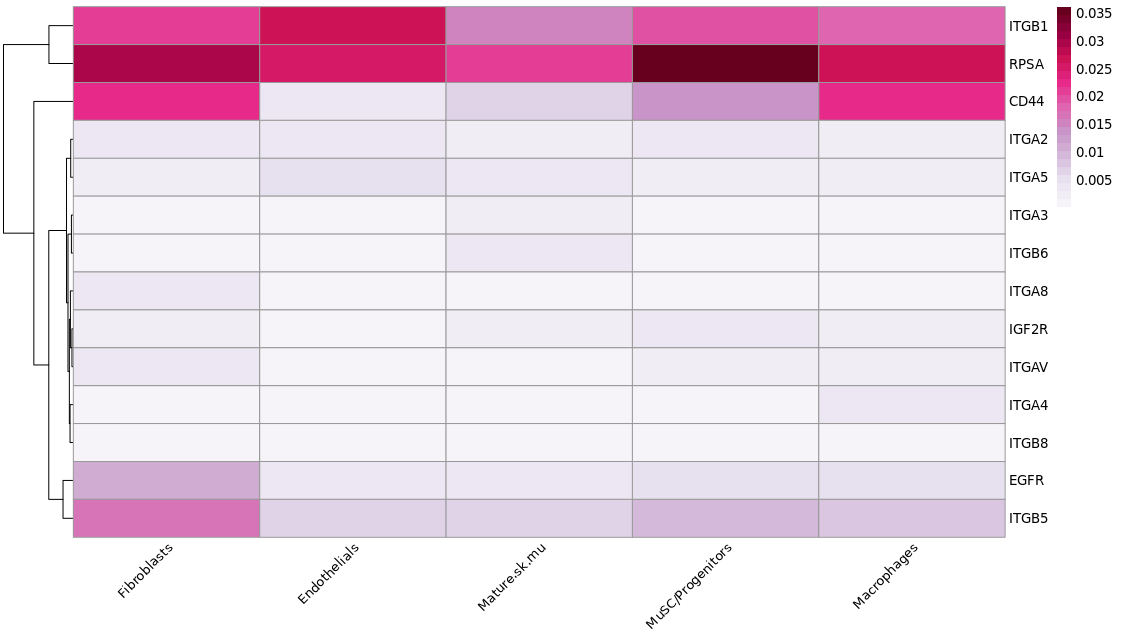 ITGB1
RPSA
CD44
ITGA2
ITGA5
ITGA3
ITGB6
ITGA8
IGF2R
ITGAV
ITGA4
ITGB8
EGFR
ITGB5
0.035
0.03
0.025
0.02
0.015
0.01
0.005
Fibroblasts
Endothelials
Mature.sk.mu
MuSC/Progenitors
Macrophages